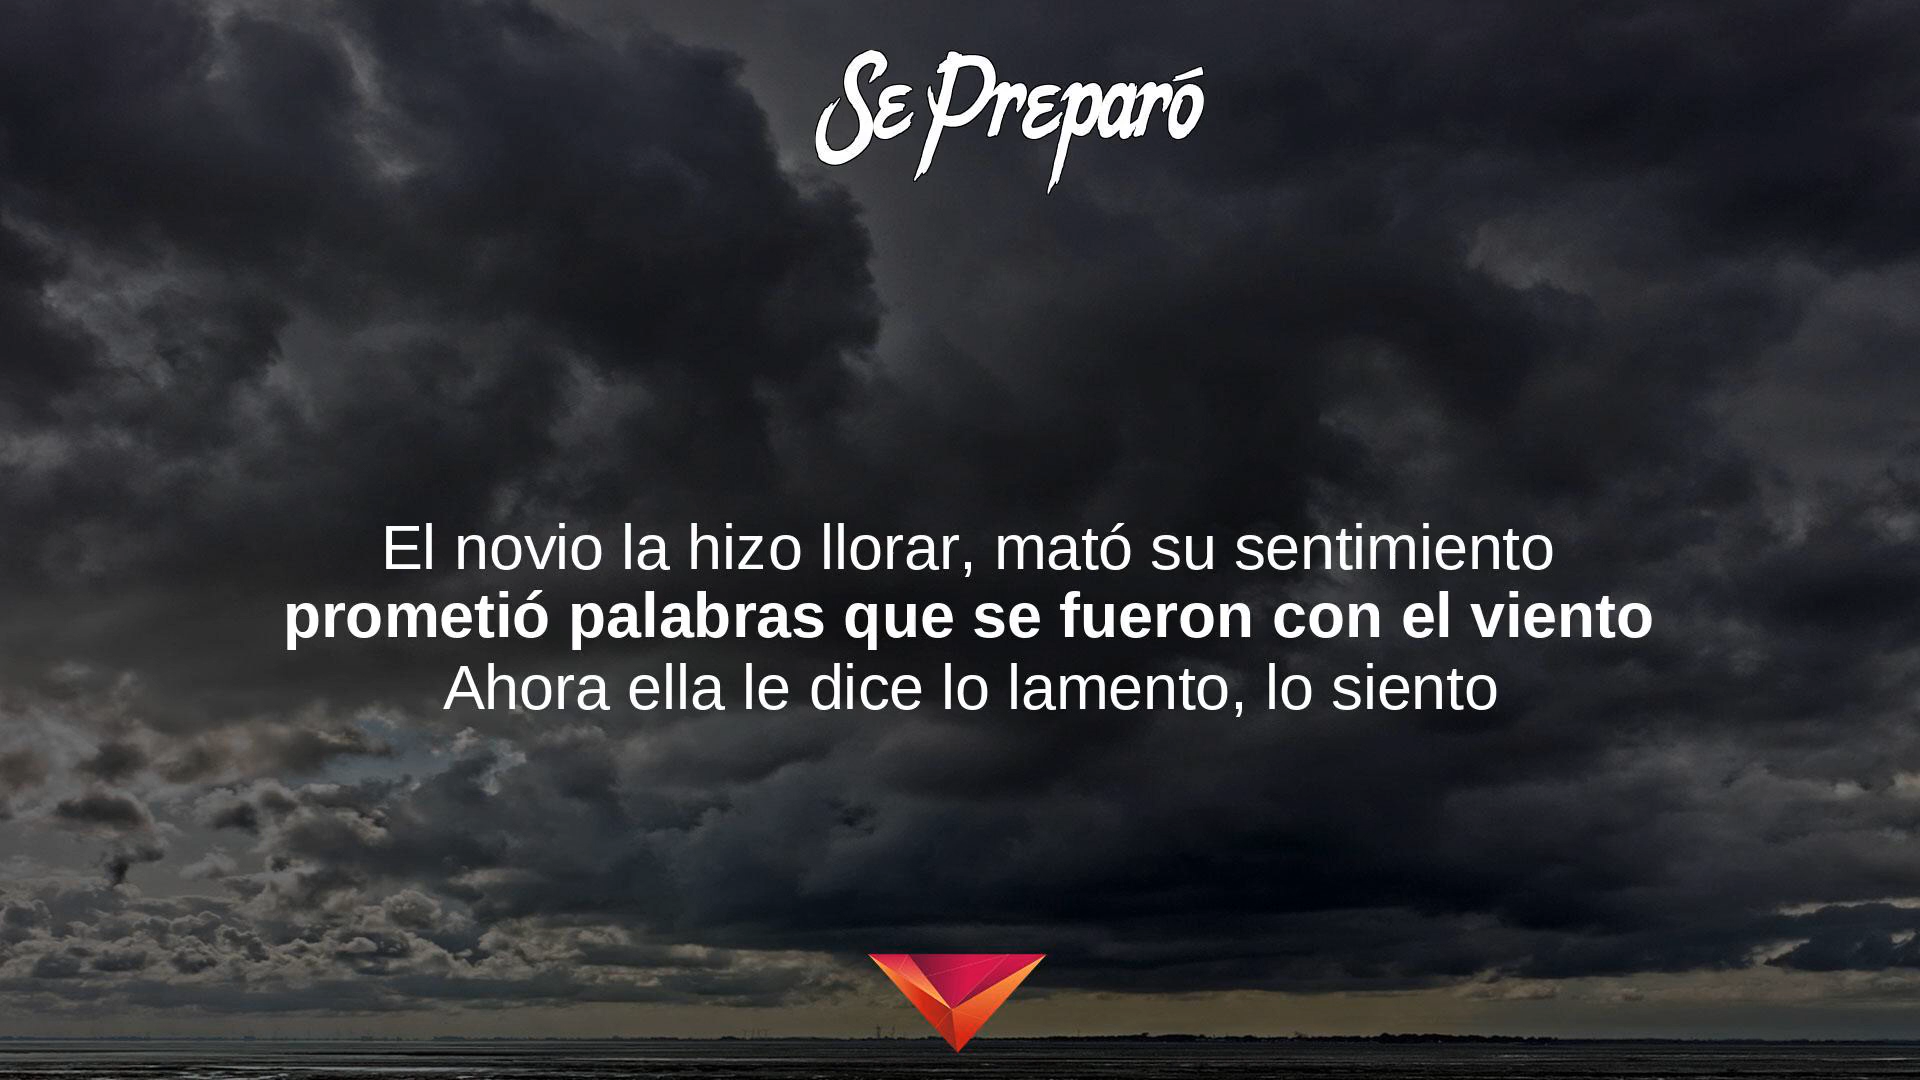 Se Preparó
El novio la hizo llorar, mató su sentimiento
prometió palabras que se fueron con el viento
Ahora ella le dice lo lamento, lo siento